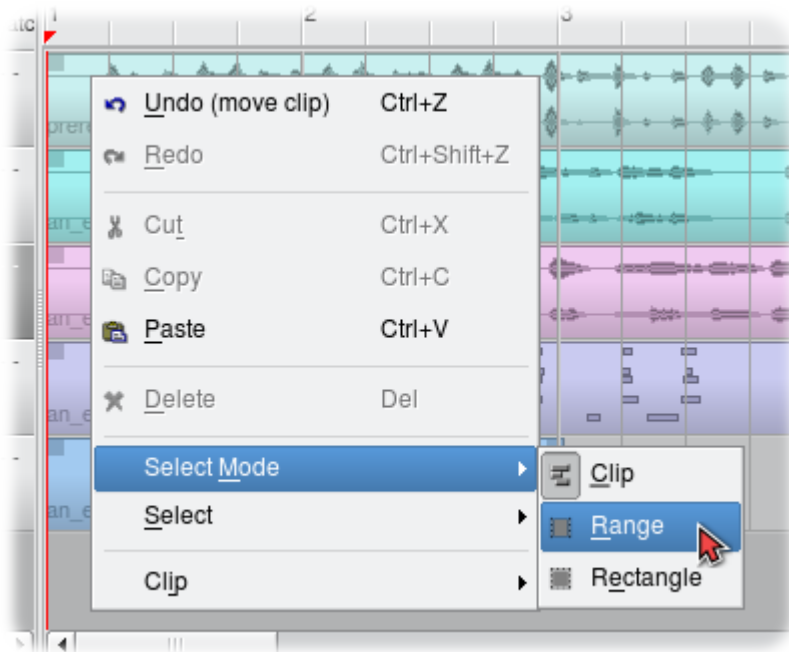 1 2 3
Undo (move clip) Ctrl+Z
Redo Ctrl+Shift+Z
Cut Ctrl+X
Copy Ctrl+C
Paste Ctrl+V
Delete Del
Select Mode
Clip
Select
Range
Clip
Rectangle